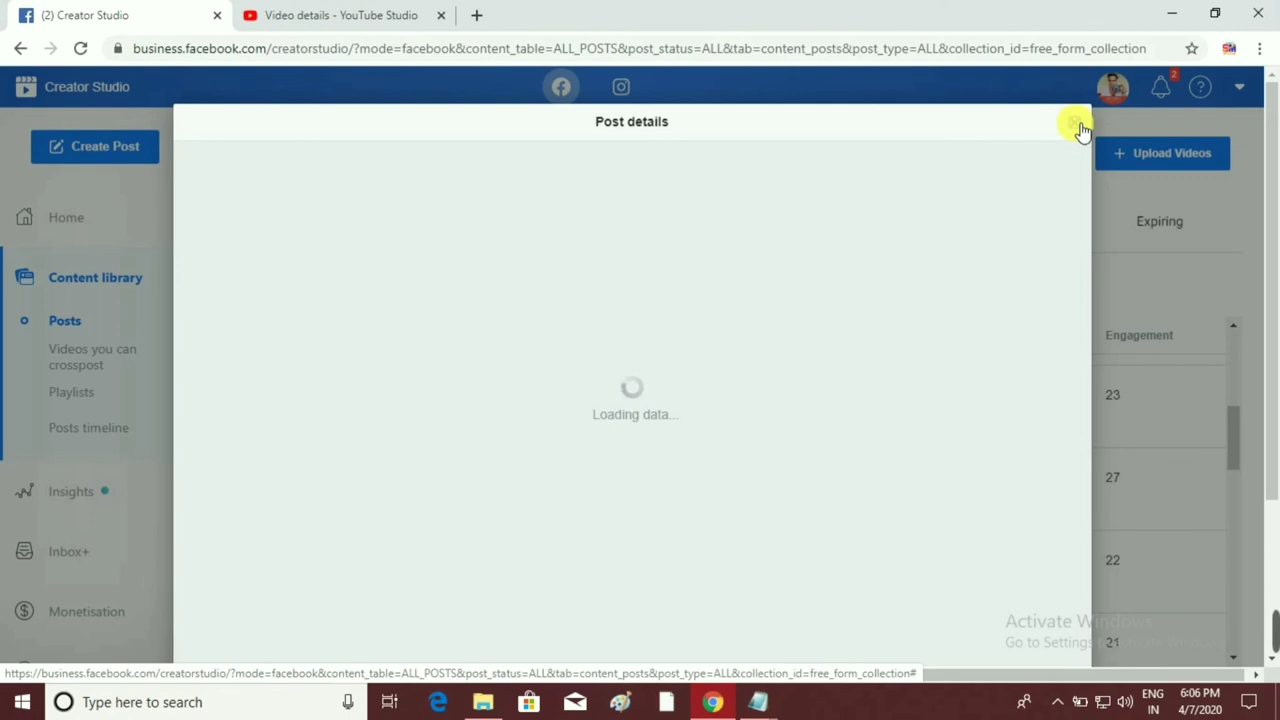 (2) Creator Studio
Video details - YouTube Studio
business.facebook.com/creatorstudio/?mode=facebook&content_table=ALL_POSTS&post_status=ALL&tab=content_posts&post_type=ALL&collection_id=free_form_collection
Creator Studio
2
Post details
Create Post
Upload Videos
Home
Expiring
Content library
Posts
Engagement
Videos you can
crosspost
Playlists
23
Loading data...
Posts timeline
27
Insights
Inbox+
22
Monetisation
Activate Windows
Go to Settings
21
https://business.facebook.com/creatorstudio/?mode=facebook&content_table=ALL_POSTS&post_status=ALL&tab=content_posts&post_type=ALL&collection_id=free_form_collection#
Type here to search
ENG
IN
6:06 PM
4/7/2020